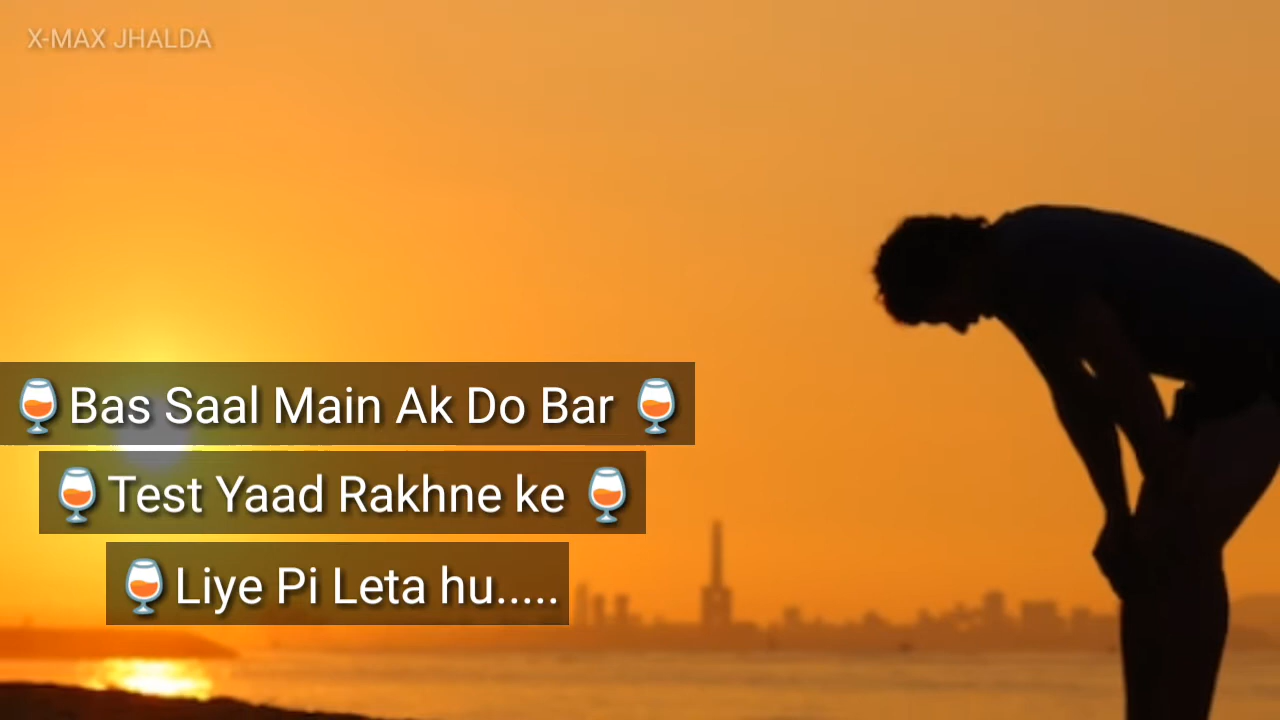 X-MAX JHALDA
🍷Bas Saal Main Ak Do Bar 🍷
🍷Test Yaad Rakhne ke 🍷
🍷Liye Pi Leta hu.....